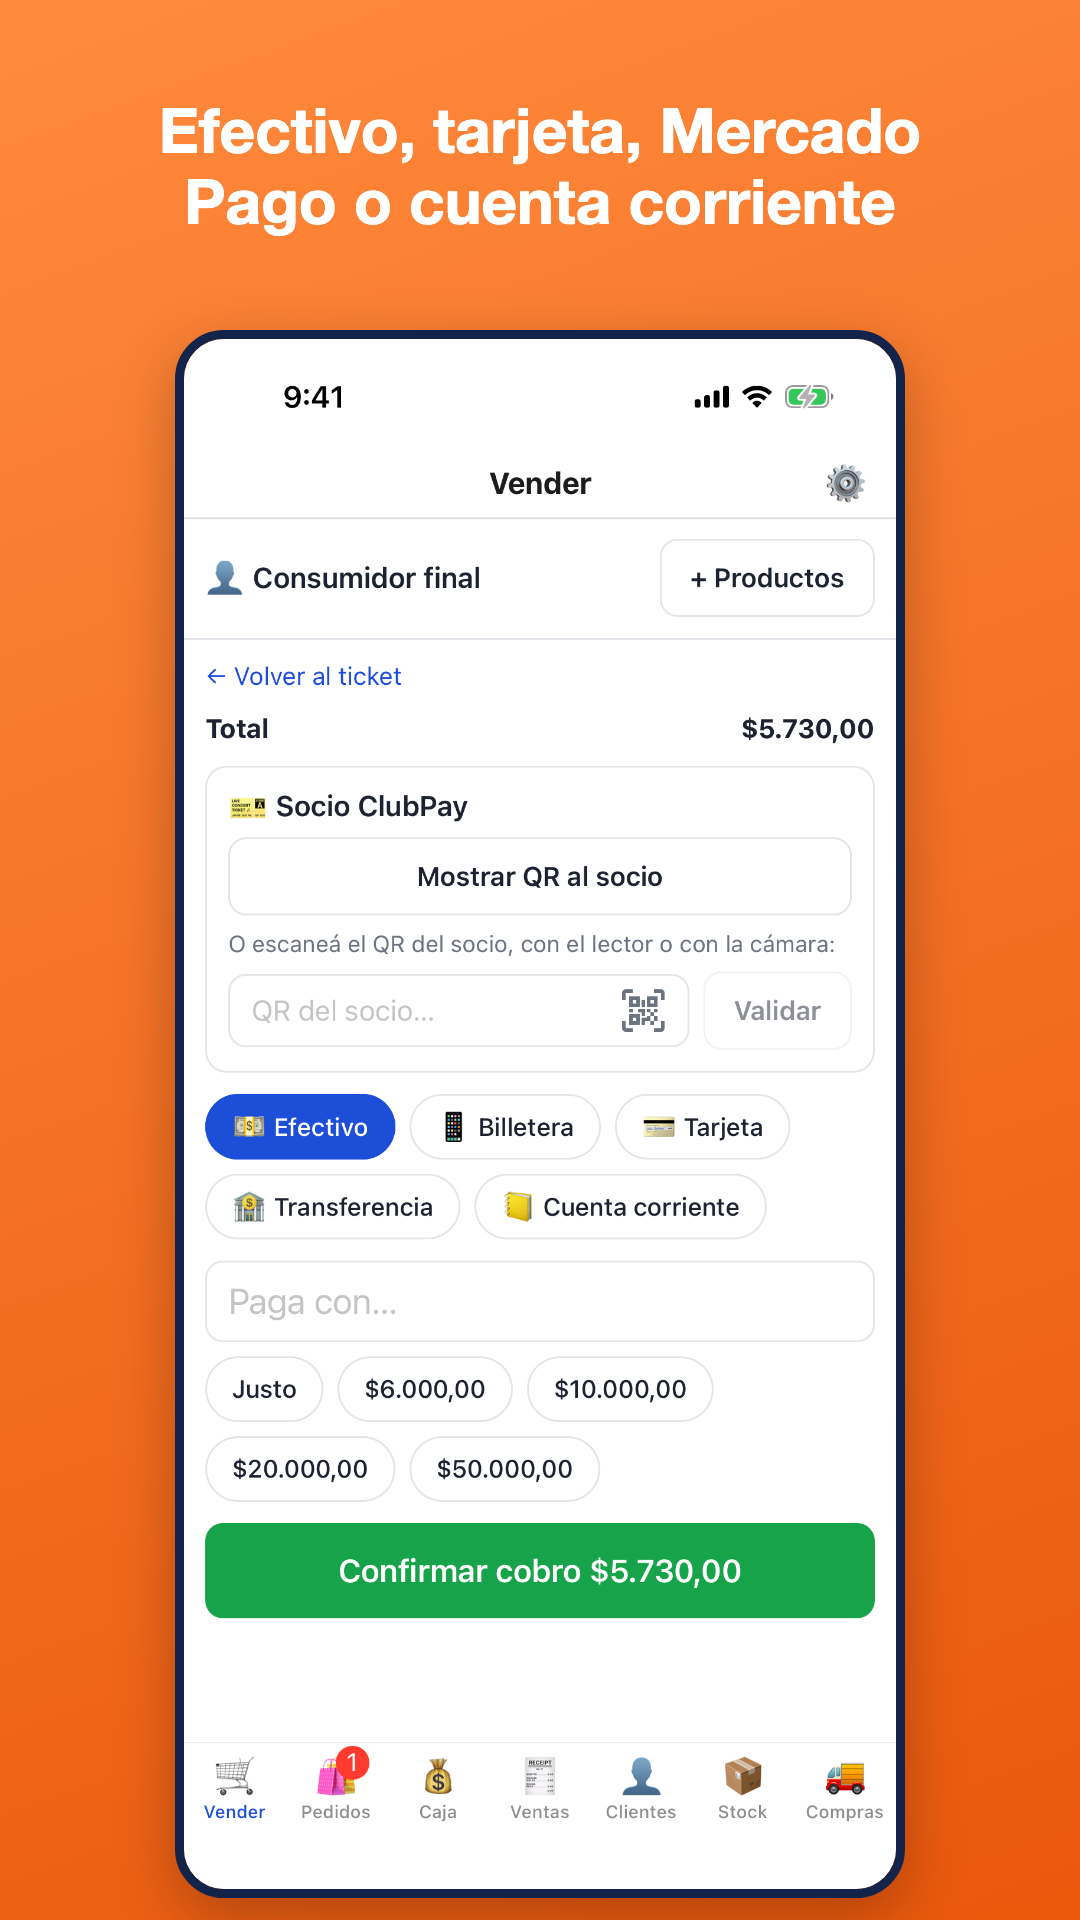 Efectivo, tarjeta, Mercado
Pago o cuenta corriente
9:41
Vender
Consumidor final
+ Productos
← Volver al ticket
Total
$5.730,00
Socio ClubPay
Mostrar QR al socio
O escaneá el QR del socio, con el lector o con la cámara:
QR del socio...
Validar
Efectivo
Billetera
Tarjeta
Transferencia
Cuenta corriente
Paga con...
Justo
$6.000,00
$10.000,00
$20.000,00
$50.000,00
Confirmar cobro $5.730,00
1
Vender
Pedidos
Caja
Ventas
Clientes
Stock
Compras